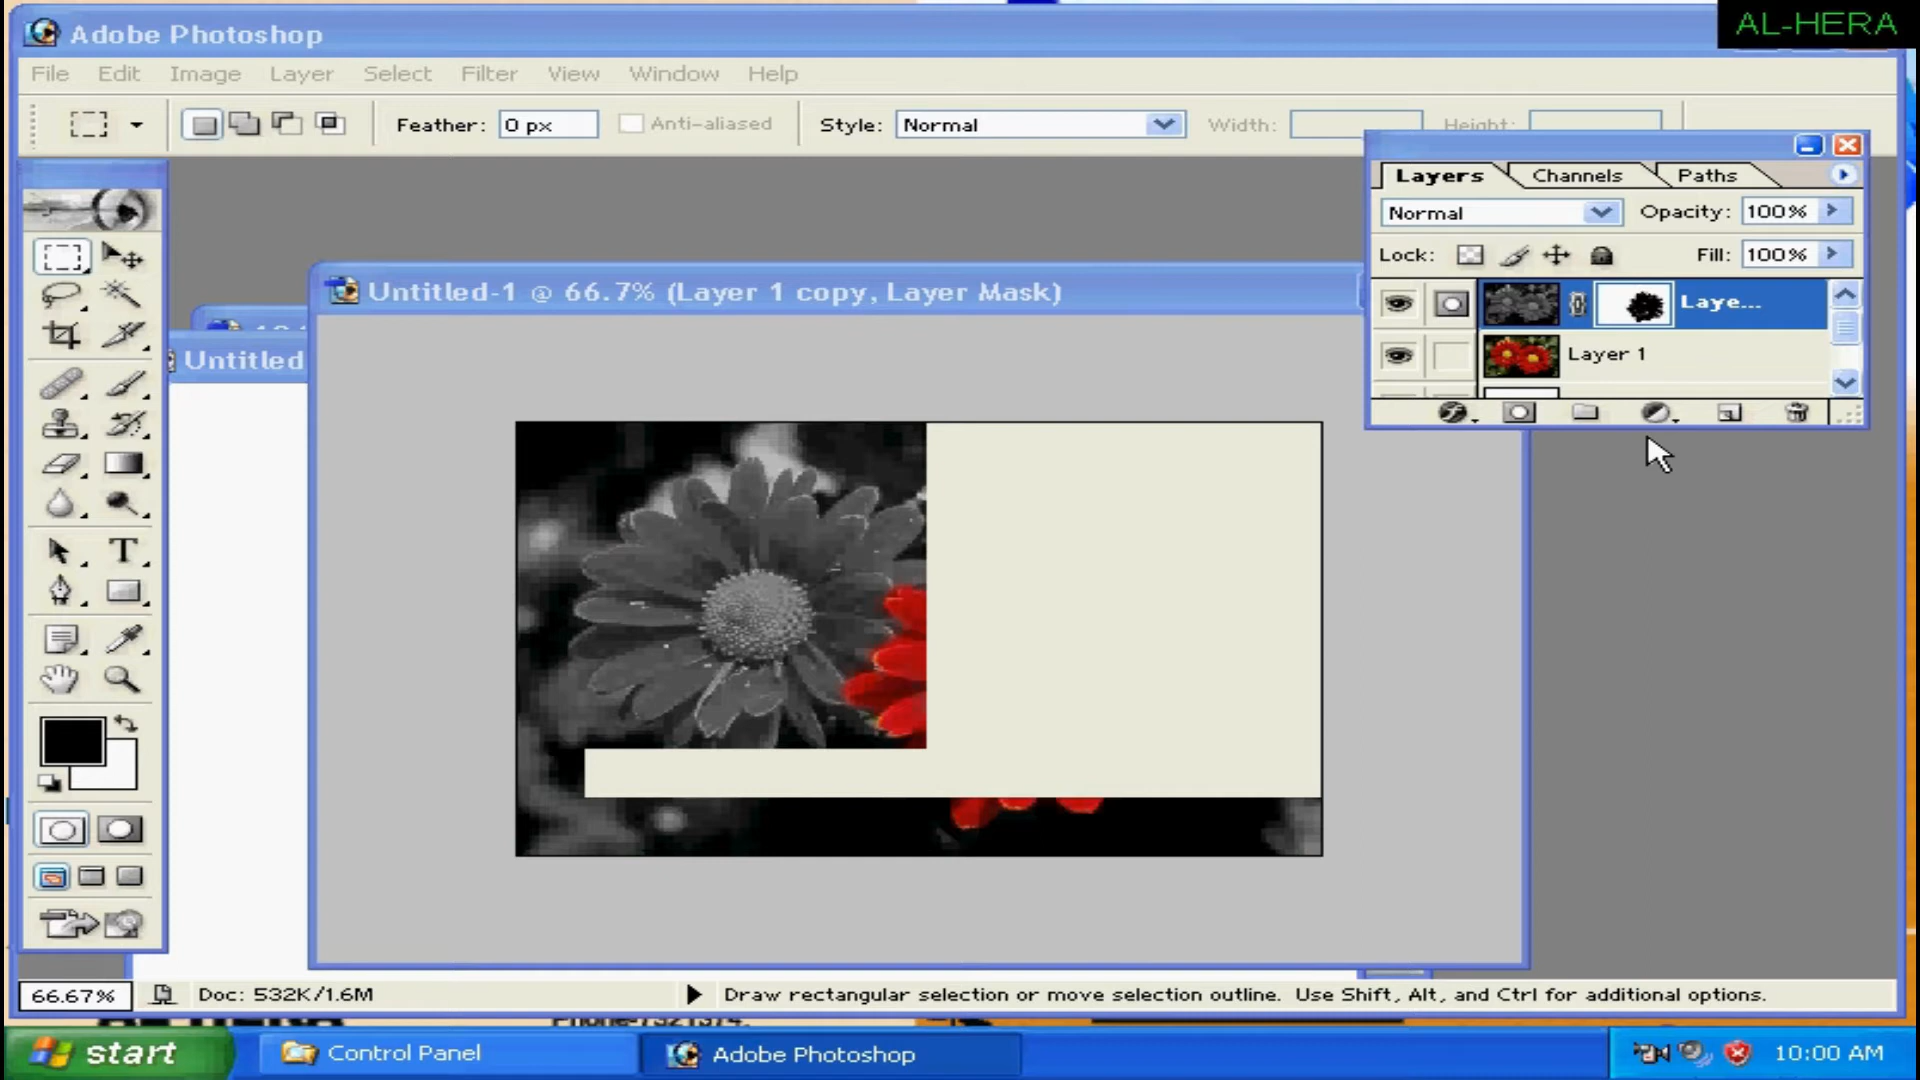 AL-HERA
Adobe Photoshop
File Edit Image Layer Select Filter View Window Help
Feather: 0 px Anti-aliased Style: Normal Width: Height:
Layers Channels Paths
Normal Opacity: 100%
Lock: Fill: 100%
Laye...
Layer 1
Untitled-1 @ 66.7% (Layer 1 copy, Layer Mask)
Untitled
66.67% Doc: 532K/1.6M Draw rectangular selection or move selection outline. Use Shift, Alt, and Ctrl for additional options.
start Control Panel Adobe Photoshop 10:00 AM